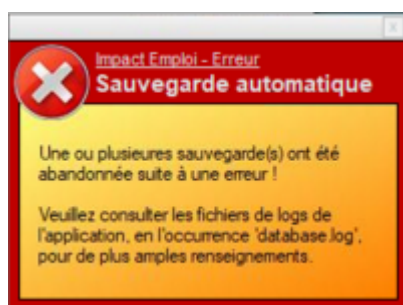 Impact Emploi - Erreur
Sauvegarde automatique
Une ou plusieures sauvegarde(s) ont été
abandonnée suite à une erreur !
Veuillez consulter les fichiers de logs de
l'application, en l'occurrence 'database.log',
pour de plus amples renseignements.